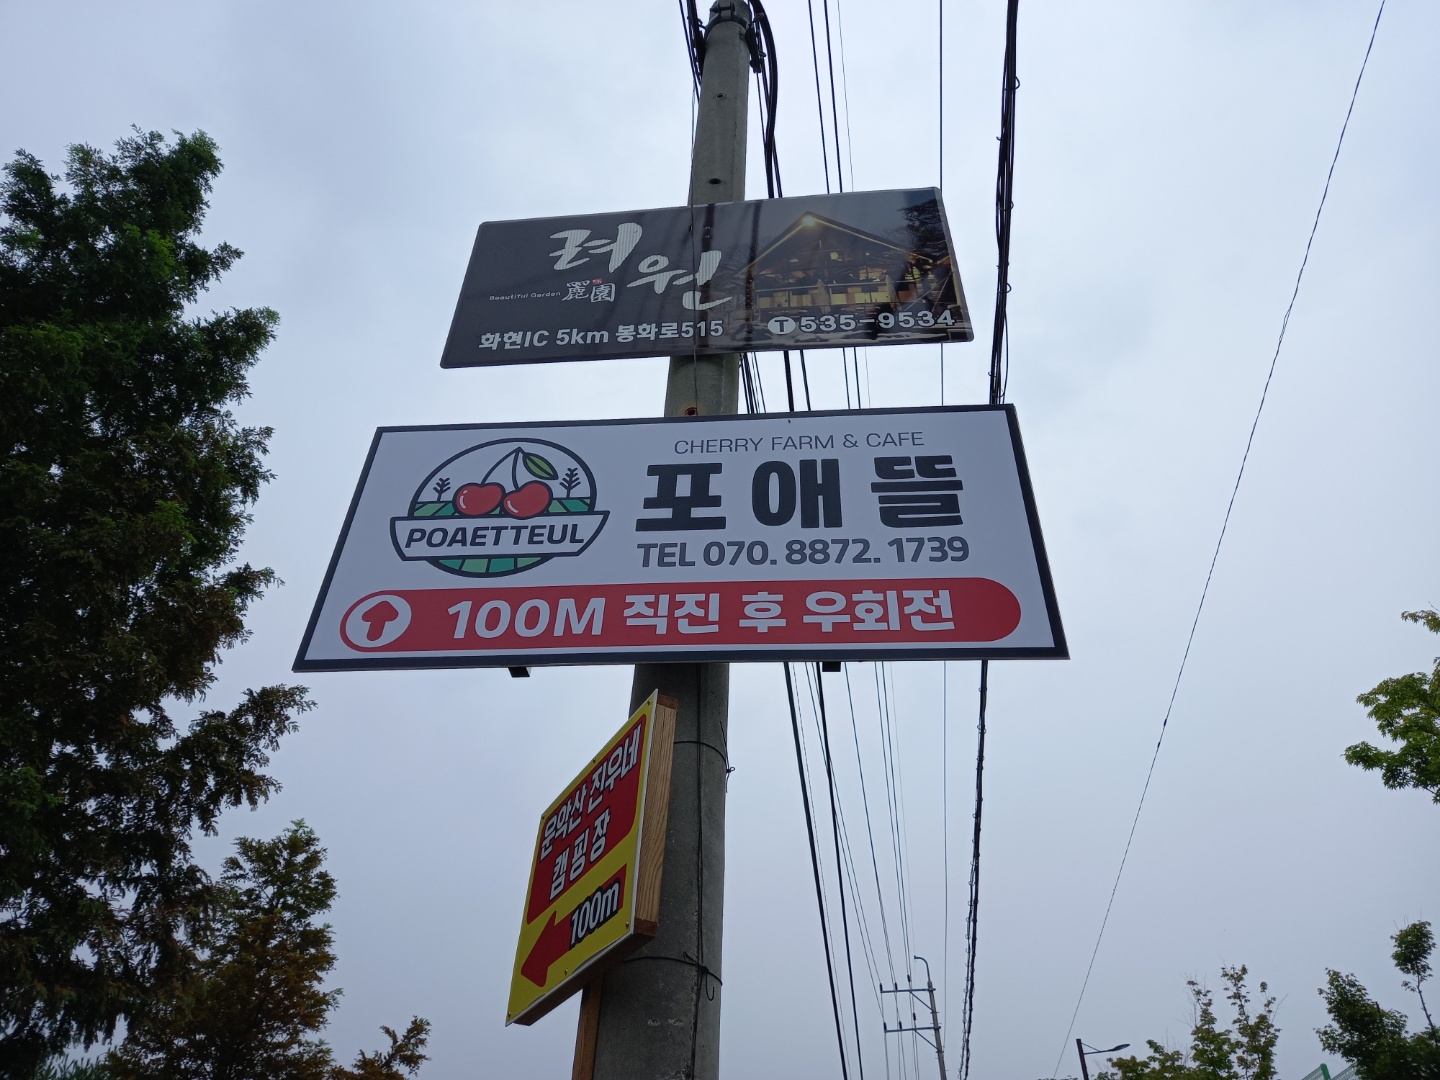 려원
Beautiful Garden 麗園
화현IC 5km 봉화로515
T 535-9534
CHERRY FARM & CAFE
포애뜰
POAETTEUL
TEL 070. 8872. 1739
100M 직진 후 우회전
운악산 진우네
캠핑장
100m